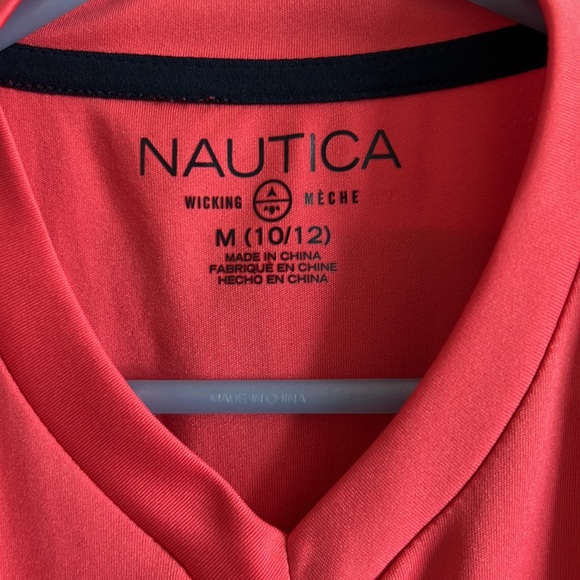 NAUTICA
WICKING MÈCHE
M (10/12)
MADE IN CHINA
FABRIQUÉ EN CHINE
HECHO EN CHINA
MADE IN CHINA